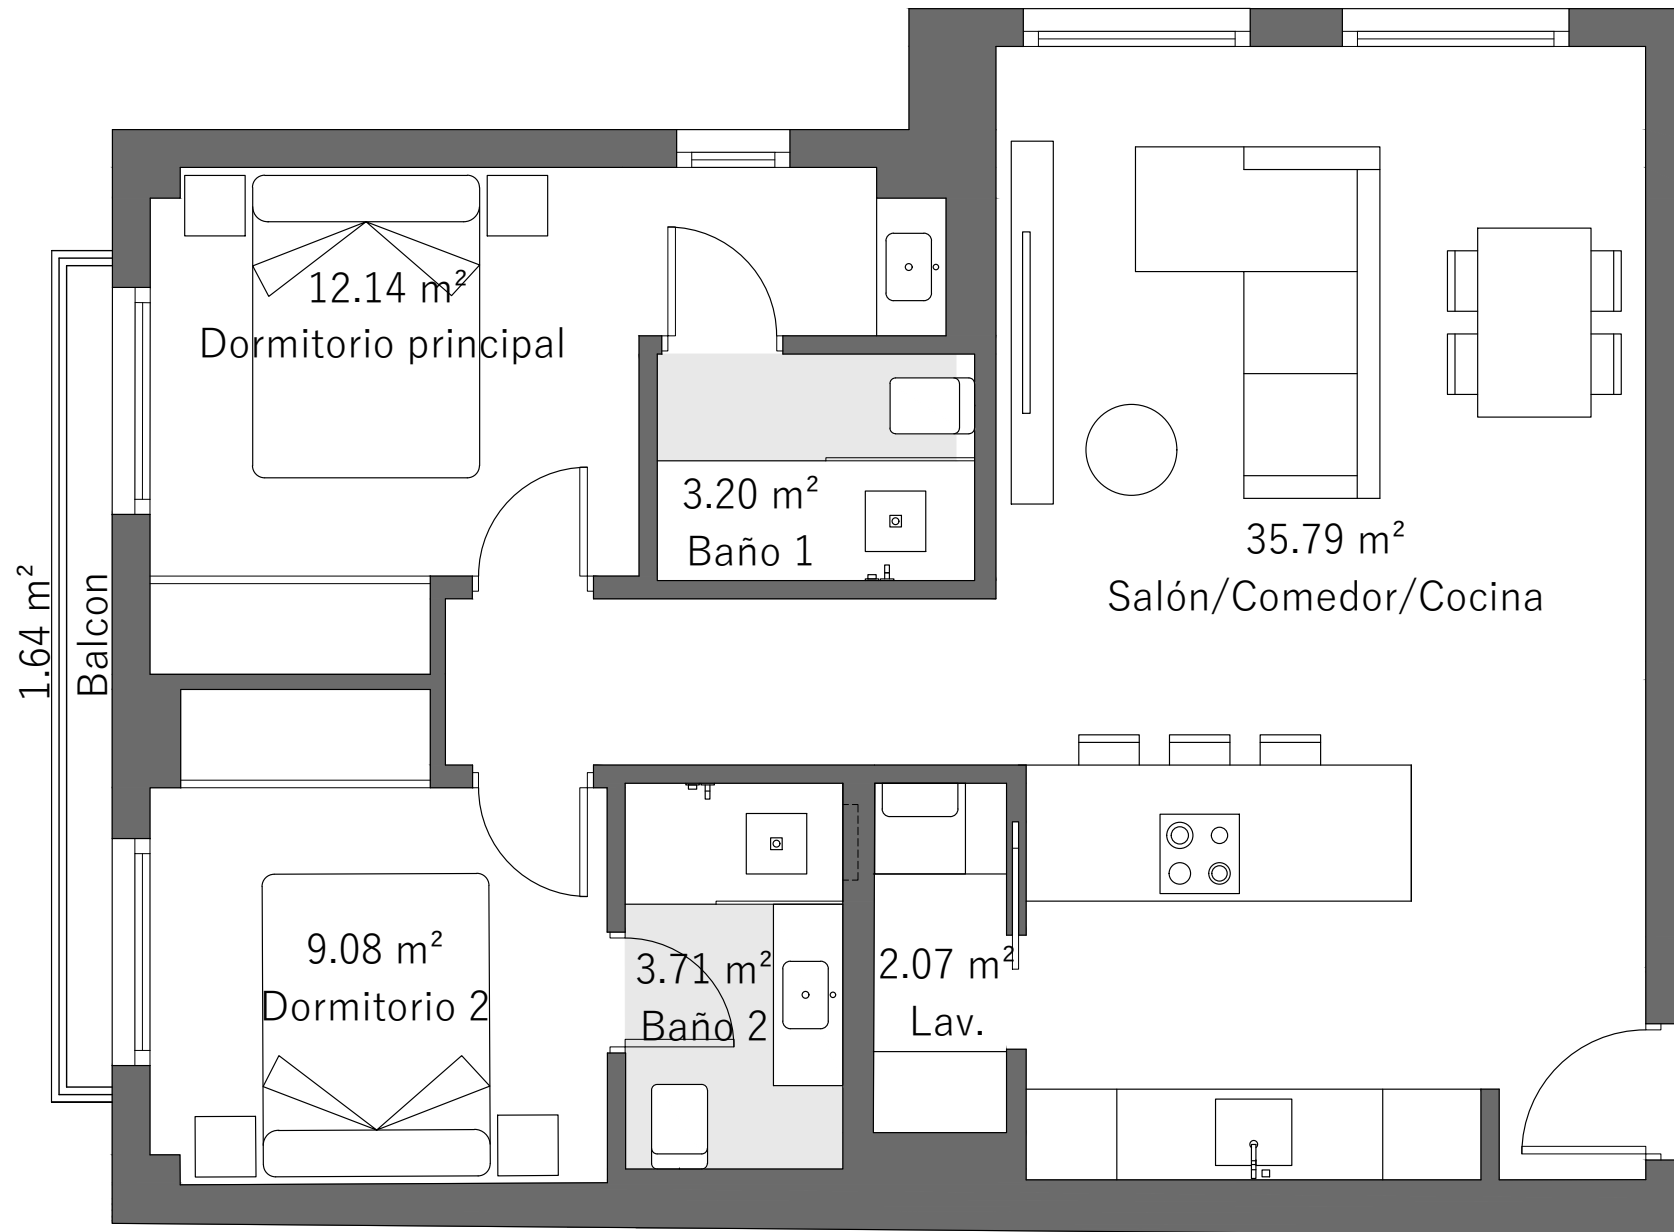 12.14 m²
Dormitorio principal
3.20 m²
Baño 1
35.79 m²
Salón/Comedor/Cocina
1.64 m²
Balcon
9.08 m²
Dormitorio 2
3.71 m²
Baño 2
2.07 m²
Lav.